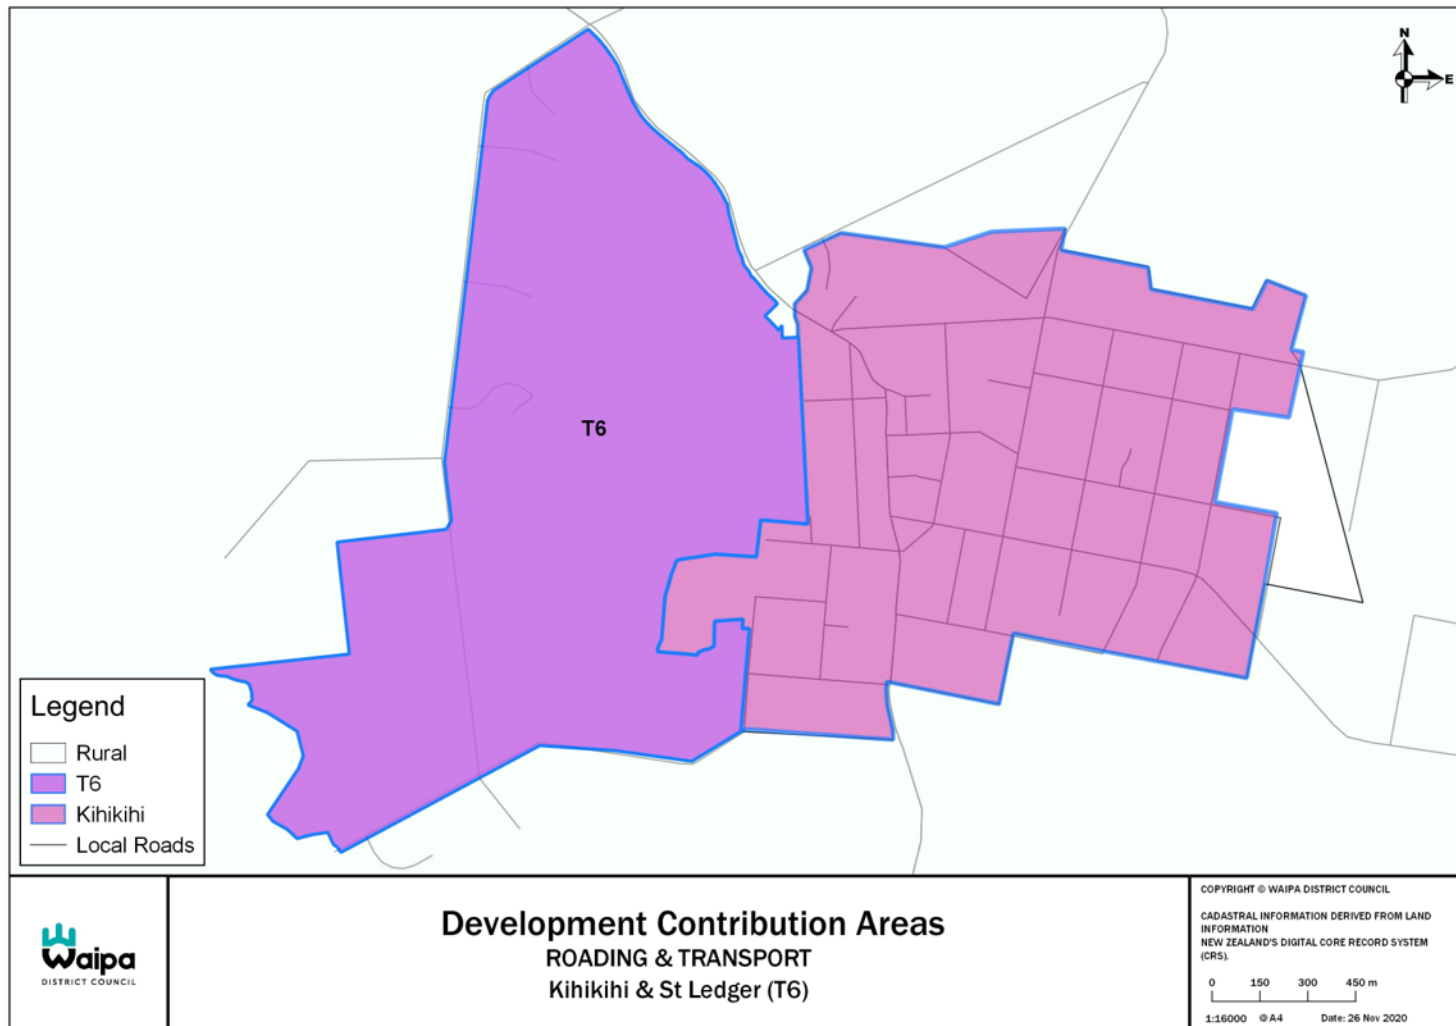 N
E
T6
Legend
Rural
T6
Kihikihi
Local Roads
Waipa
DISTRICT COUNCIL
Development Contribution Areas
ROADING & TRANSPORT
Kihikihi & St Ledger (T6)
COPYRIGHT © WAIPA DISTRICT COUNCIL
CADASTRAL INFORMATION DERIVED FROM LAND
INFORMATION
NEW ZEALAND'S DIGITAL CORE RECORD SYSTEM
(CRS).
0 150 300 450 m
1:16000 @ A4 Date: 26 Nov 2020